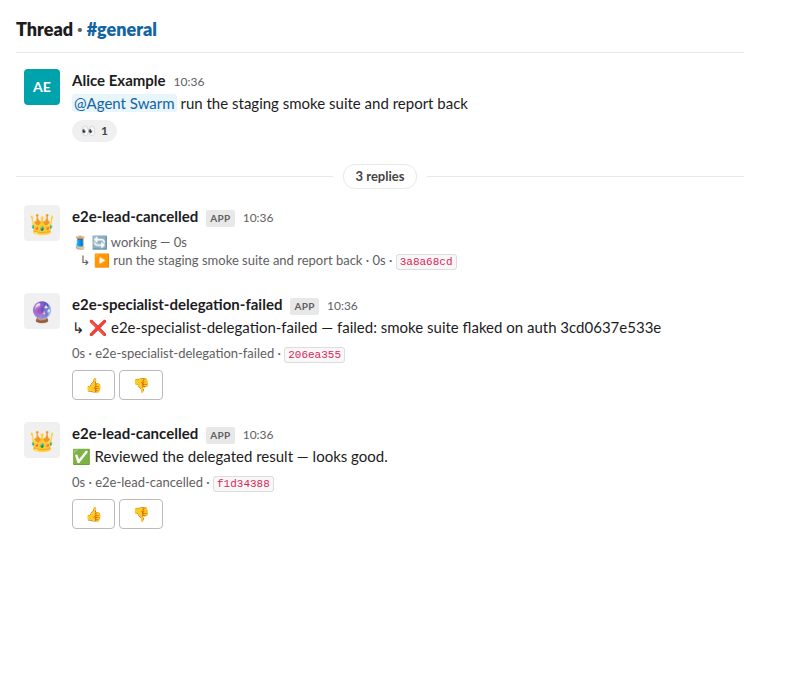 Thread · #general
AE
Alice Example 10:36
@Agent Swarm run the staging smoke suite and report back
👀 1
3 replies
e2e-lead-cancelled APP 10:36
🧵 🔄 working — 0s
↳ ▶️ run the staging smoke suite and report back · 0s · 3a8a68cd
e2e-specialist-delegation-failed APP 10:36
↳ ❌ e2e-specialist-delegation-failed — failed: smoke suite flaked on auth 3cd0637e533e
0s · e2e-specialist-delegation-failed · 206ea355
👍 👎
e2e-lead-cancelled APP 10:36
✅ Reviewed the delegated result — looks good.
0s · e2e-lead-cancelled · f1d34388
👍 👎